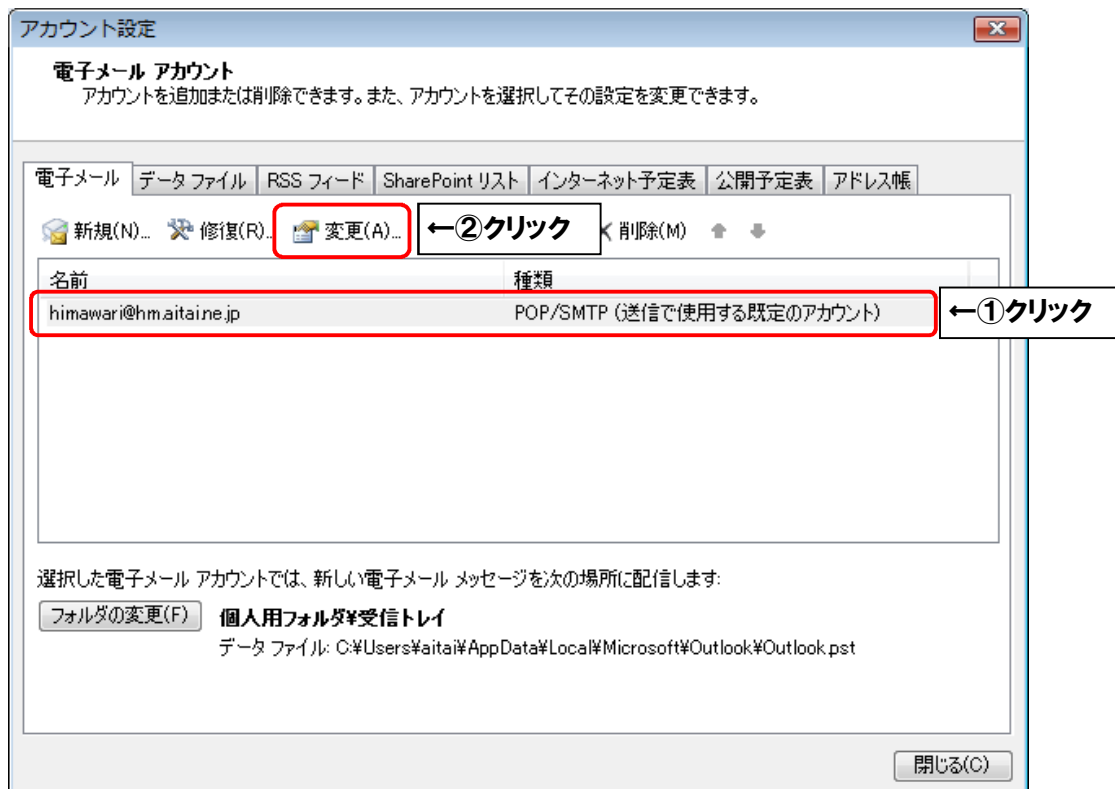 アカウント設定
電子メール アカウント
アカウントを追加または削除できます。また、アカウントを選択してその設定を変更できます。
電子メール データ ファイル RSS フィード SharePoint リスト インターネット予定表 公開予定表 アドレス帳
新規(N)... 修復(R)... 変更(A)... ←②クリック 削除(M)
名前 種類
himawari@hm.aitai.ne.jp POP/SMTP (送信で使用する既定のアカウント) ←①クリック
選択した電子メール アカウントでは、新しい電子メール メッセージを次の場所に配信します:
フォルダの変更(F) 個人用フォルダ¥受信トレイ
データ ファイル: C:¥Users¥aitai¥AppData¥Local¥Microsoft¥Outlook¥Outlook.pst
閉じる(C)